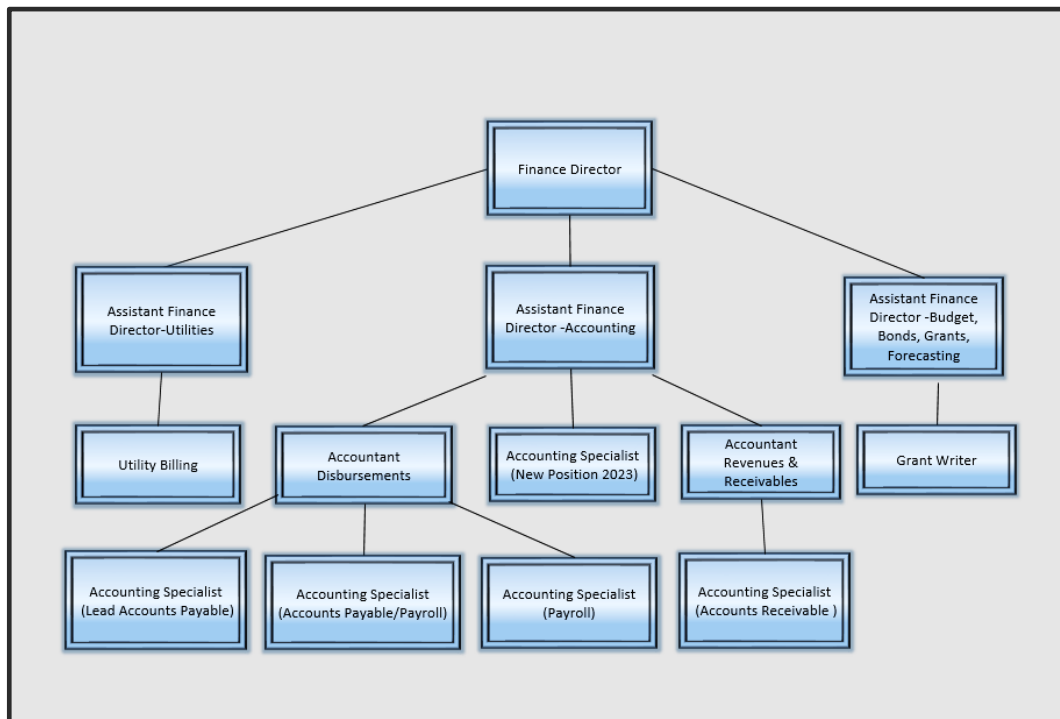 Finance Director
Assistant Finance
Director-Utilities
Assistant Finance
Director -Accounting
Assistant Finance
Director -Budget,
Bonds, Grants,
Forecasting
Utility Billing
Accountant
Disbursements
Accounting Specialist
(New Position 2023)
Accountant
Revenues &
Receivables
Grant Writer
Accounting Specialist
(Lead Accounts Payable)
Accounting Specialist
(Accounts Payable/Payroll)
Accounting Specialist
(Payroll)
Accounting Specialist
(Accounts Receivable )